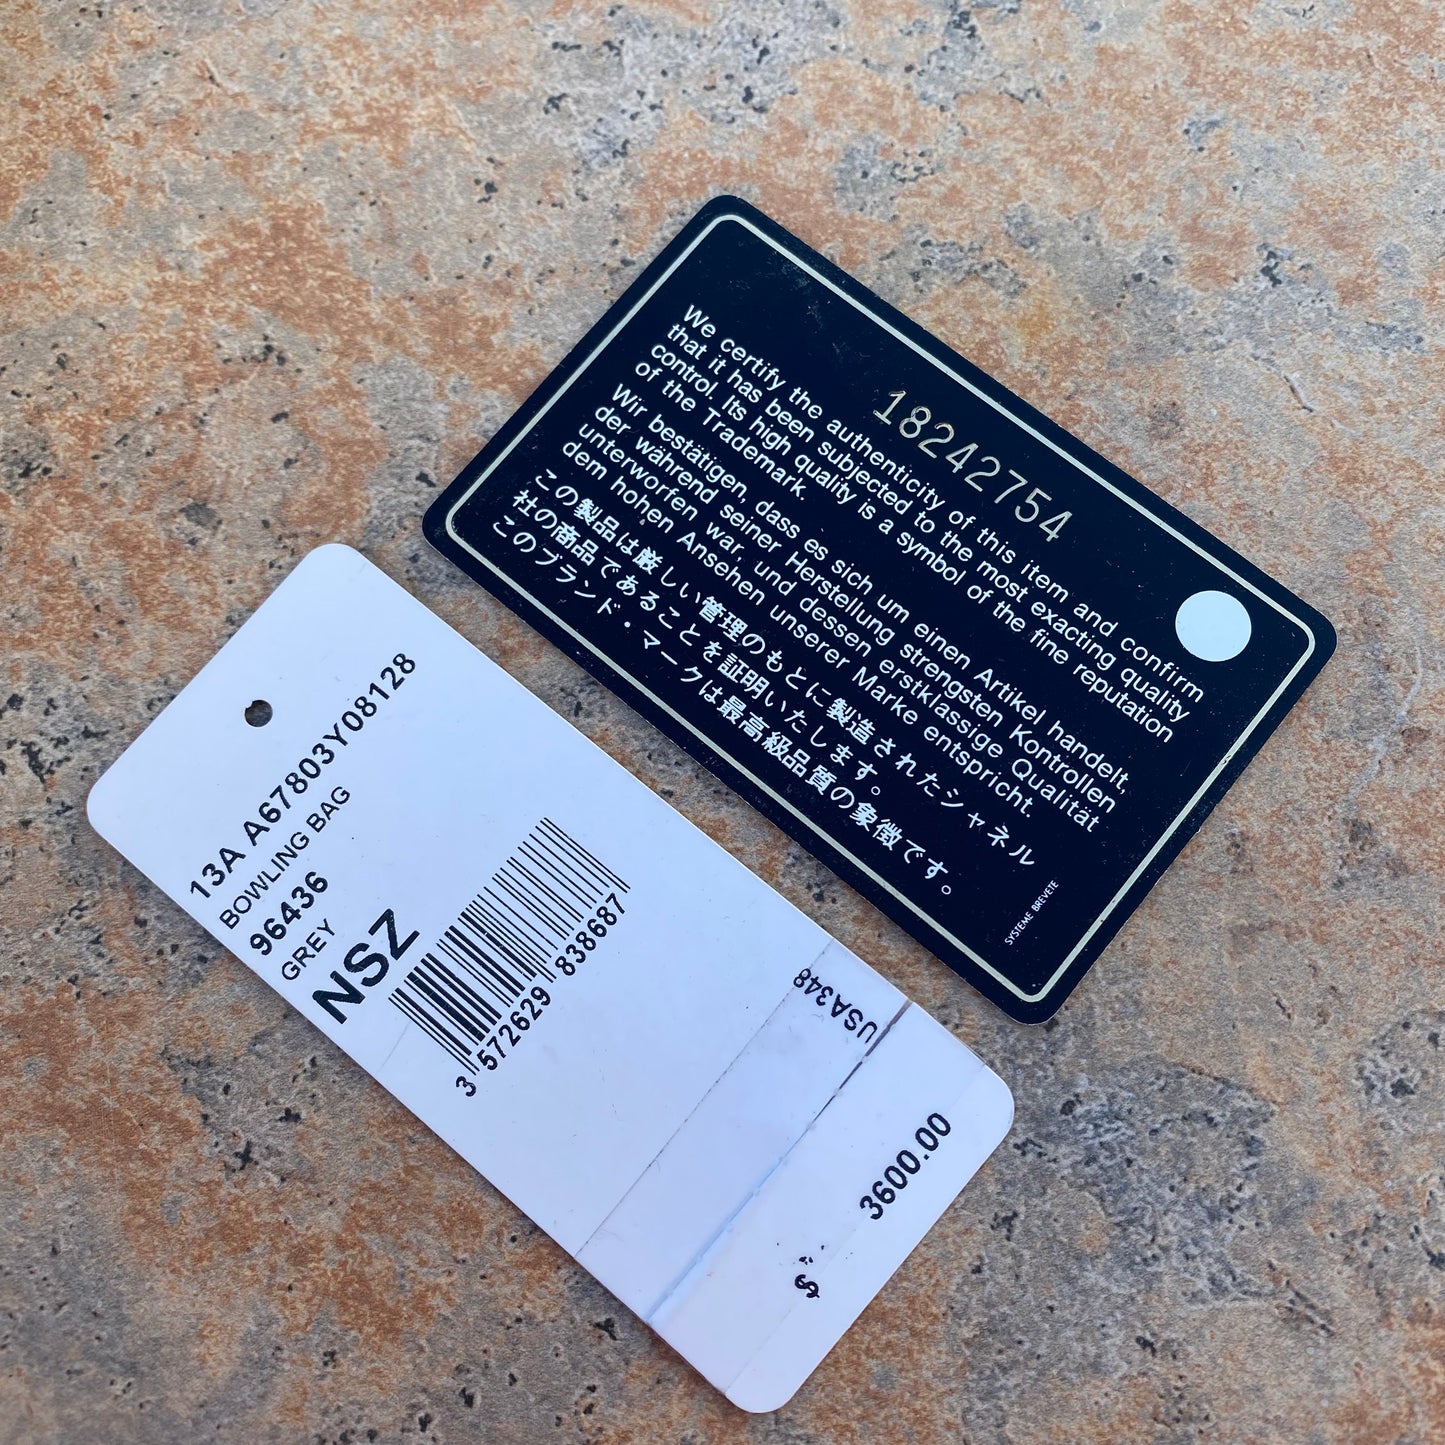 18242754
We certify the authenticity of this item and confirm
that it has been subjected to the most exacting quality
control. Its high quality is a symbol of the fine reputation
of the Trademark.
Wir bestätigen, dass es sich um einen Artikel handelt,
der während seiner Herstellung strengsten Kontrollen
unterworfen war, und dessen erstklassige Qualität
dem hohen Ansehen unserer Marke entspricht.
この製品は厳しい管理のもとに製造されたシャネル
社の商品であることを証明いたします。
このブランド・マークは最高級品質の象徴です。
SYSTEME BREVETE
13A A67803Y08128
BOWLING BAG
96436
GREY
NSZ
3 572629 838687
USA348
$ 3600.00